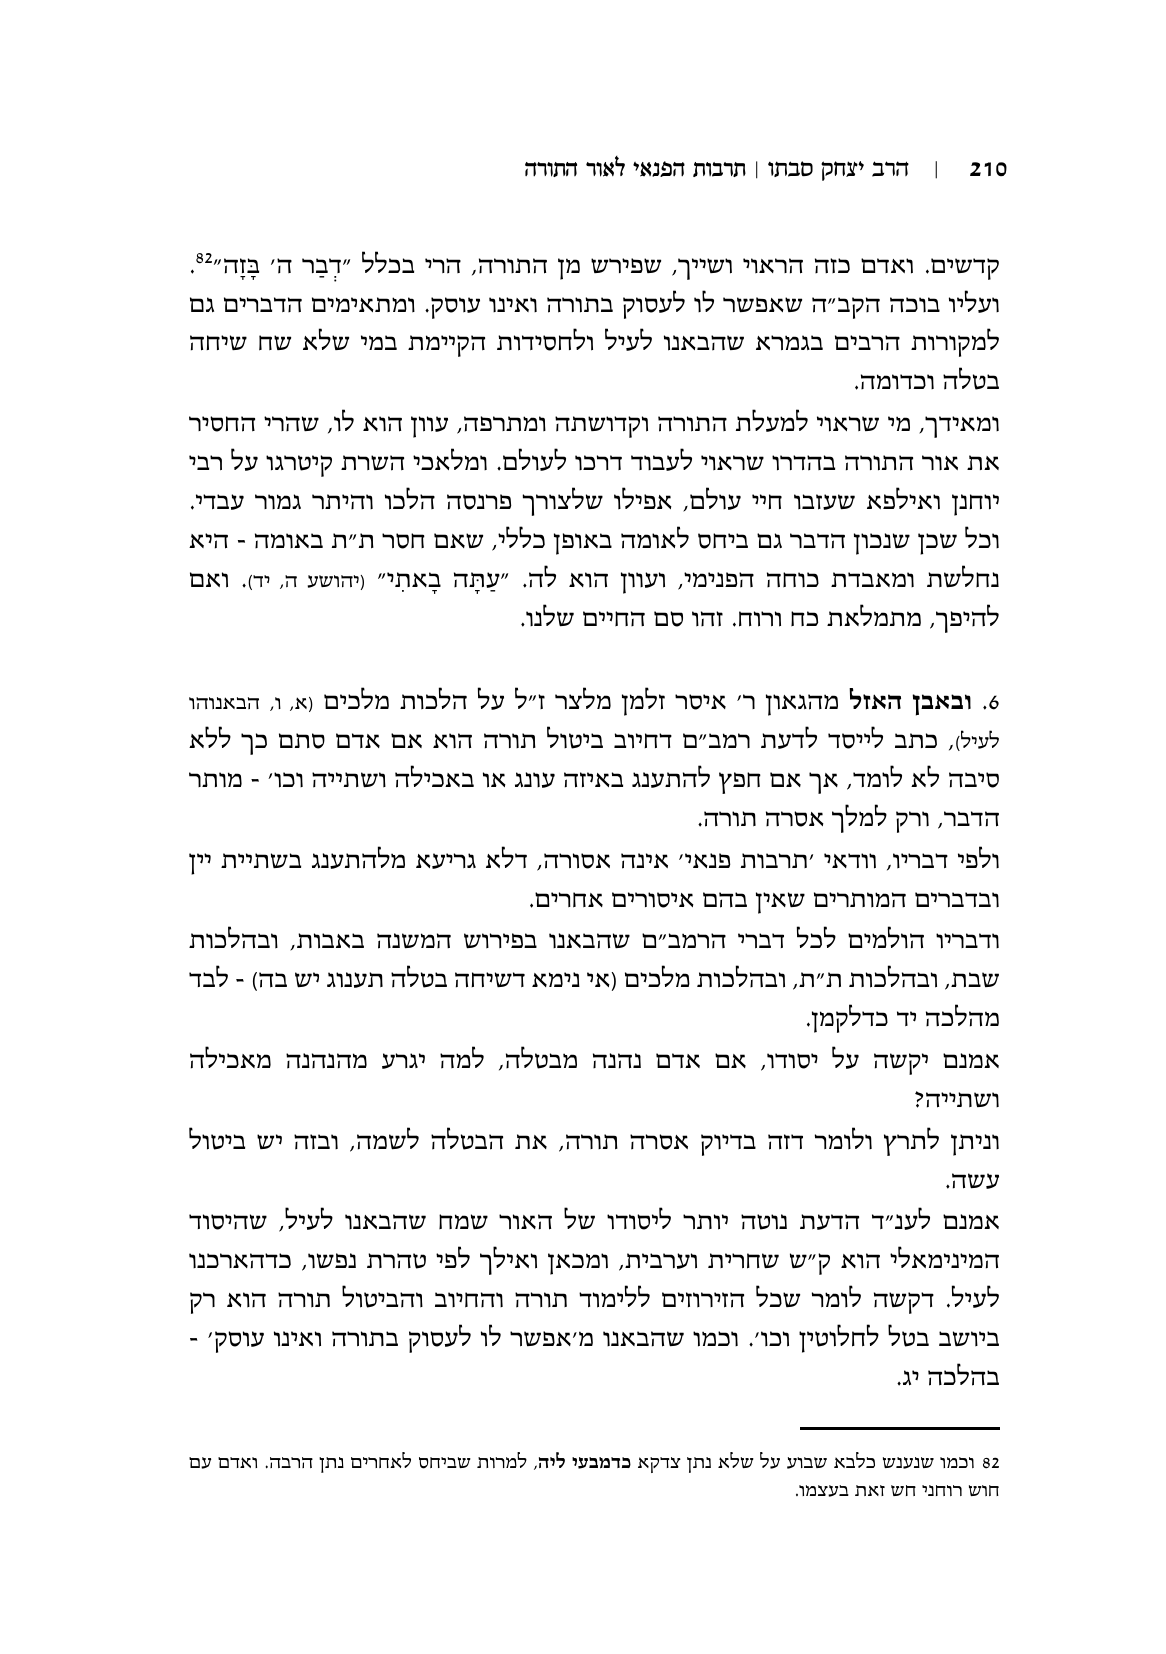 210 | הרב יצחק סבתו | תרבות הפנאי לאור התורה
קדשים. ואדם כזה הראוי ושייך, שפירש מן התורה, הרי בכלל "דְבַר ה' בָּזָה"82.
ועליו בוכה הקב"ה שאפשר לו לעסוק בתורה ואינו עוסק. ומתאימים הדברים גם
למקורות הרבים בגמרא שהבאנו לעיל ולחסידות הקיימת במי שלא שח שיחה
בטלה וכדומה.
ומאידך, מי שראוי למעלת התורה וקדושתה ומתרפה, עוון הוא לו, שהרי החסיר
את אור התורה בהדרו שראוי לעבוד דרכו לעולם. ומלאכי השרת קיטרגו על רבי
יוחנן ואילפא שעזבו חיי עולם, אפילו שלצורך פרנסה הלכו והיתר גמור עבדי.
וכל שכן שנכון הדבר גם ביחס לאומה באופן כללי, שאם חסר ת"ת באומה - היא
נחלשת ומאבדת כוחה הפנימי, ועוון הוא לה. "עַתָּה בָאתִי" (יהושע ה, יד). ואם
להיפך, מתמלאת כח ורוח. זהו סם החיים שלנו.
6. ובאבן האזל מהגאון ר' איסר זלמן מלצר ז"ל על הלכות מלכים (א, ו, הבאנוהו
לעיל), כתב לייסד לדעת רמב"ם דחיוב ביטול תורה הוא אם אדם סתם כך ללא
סיבה לא לומד, אך אם חפץ להתענג באיזה עונג או באכילה ושתייה וכו' - מותר
הדבר, ורק למלך אסרה תורה.
ולפי דבריו, וודאי 'תרבות פנאי' אינה אסורה, דלא גריעא מלהתענג בשתיית יין
ובדברים המותרים שאין בהם איסורים אחרים.
ודבריו הולמים לכל דברי הרמב"ם שהבאנו בפירוש המשנה באבות, ובהלכות
שבת, ובהלכות ת"ת, ובהלכות מלכים (אי נימא דשיחה בטלה תענוג יש בה) - לבד
מהלכה יד כדלקמן.
אמנם יקשה על יסודו, אם אדם נהנה מבטלה, למה יגרע מהנהנה מאכילה
ושתייה?
וניתן לתרץ ולומר דזה בדיוק אסרה תורה, את הבטלה לשמה, ובזה יש ביטול
עשה.
אמנם לענ"ד הדעת נוטה יותר ליסודו של האור שמח שהבאנו לעיל, שהיסוד
המינימאלי הוא ק"ש שחרית וערבית, ומכאן ואילך לפי טהרת נפשו, כדהארכנו
לעיל. דקשה לומר שכל הזירוזים ללימוד תורה והחיוב והביטול תורה הוא רק
ביושב בטל לחלוטין וכו'. וכמו שהבאנו מ'אפשר לו לעסוק בתורה ואינו עוסק' -
בהלכה יג.
82 וכמו שנענש כלבא שבוע על שלא נתן צדקא כדמבעי ליה, למרות שביחס לאחרים נתן הרבה. ואדם עם
חוש רוחני חש זאת בעצמו.